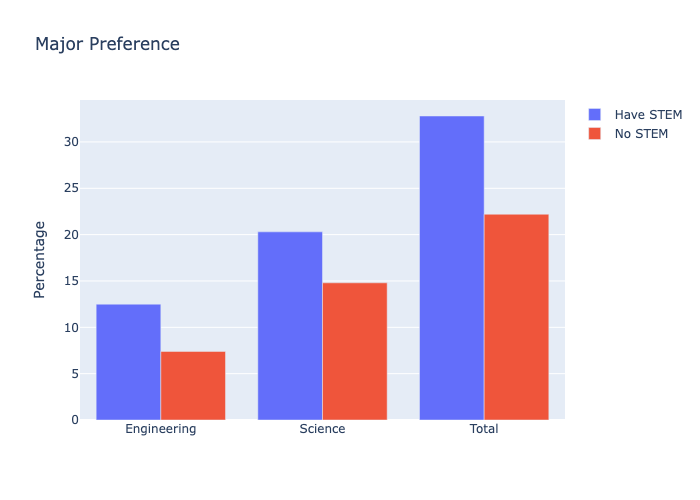 Major Preference
Have STEM
No STEM
Percentage
30
25
20
15
10
5
0
Engineering
Science
Total